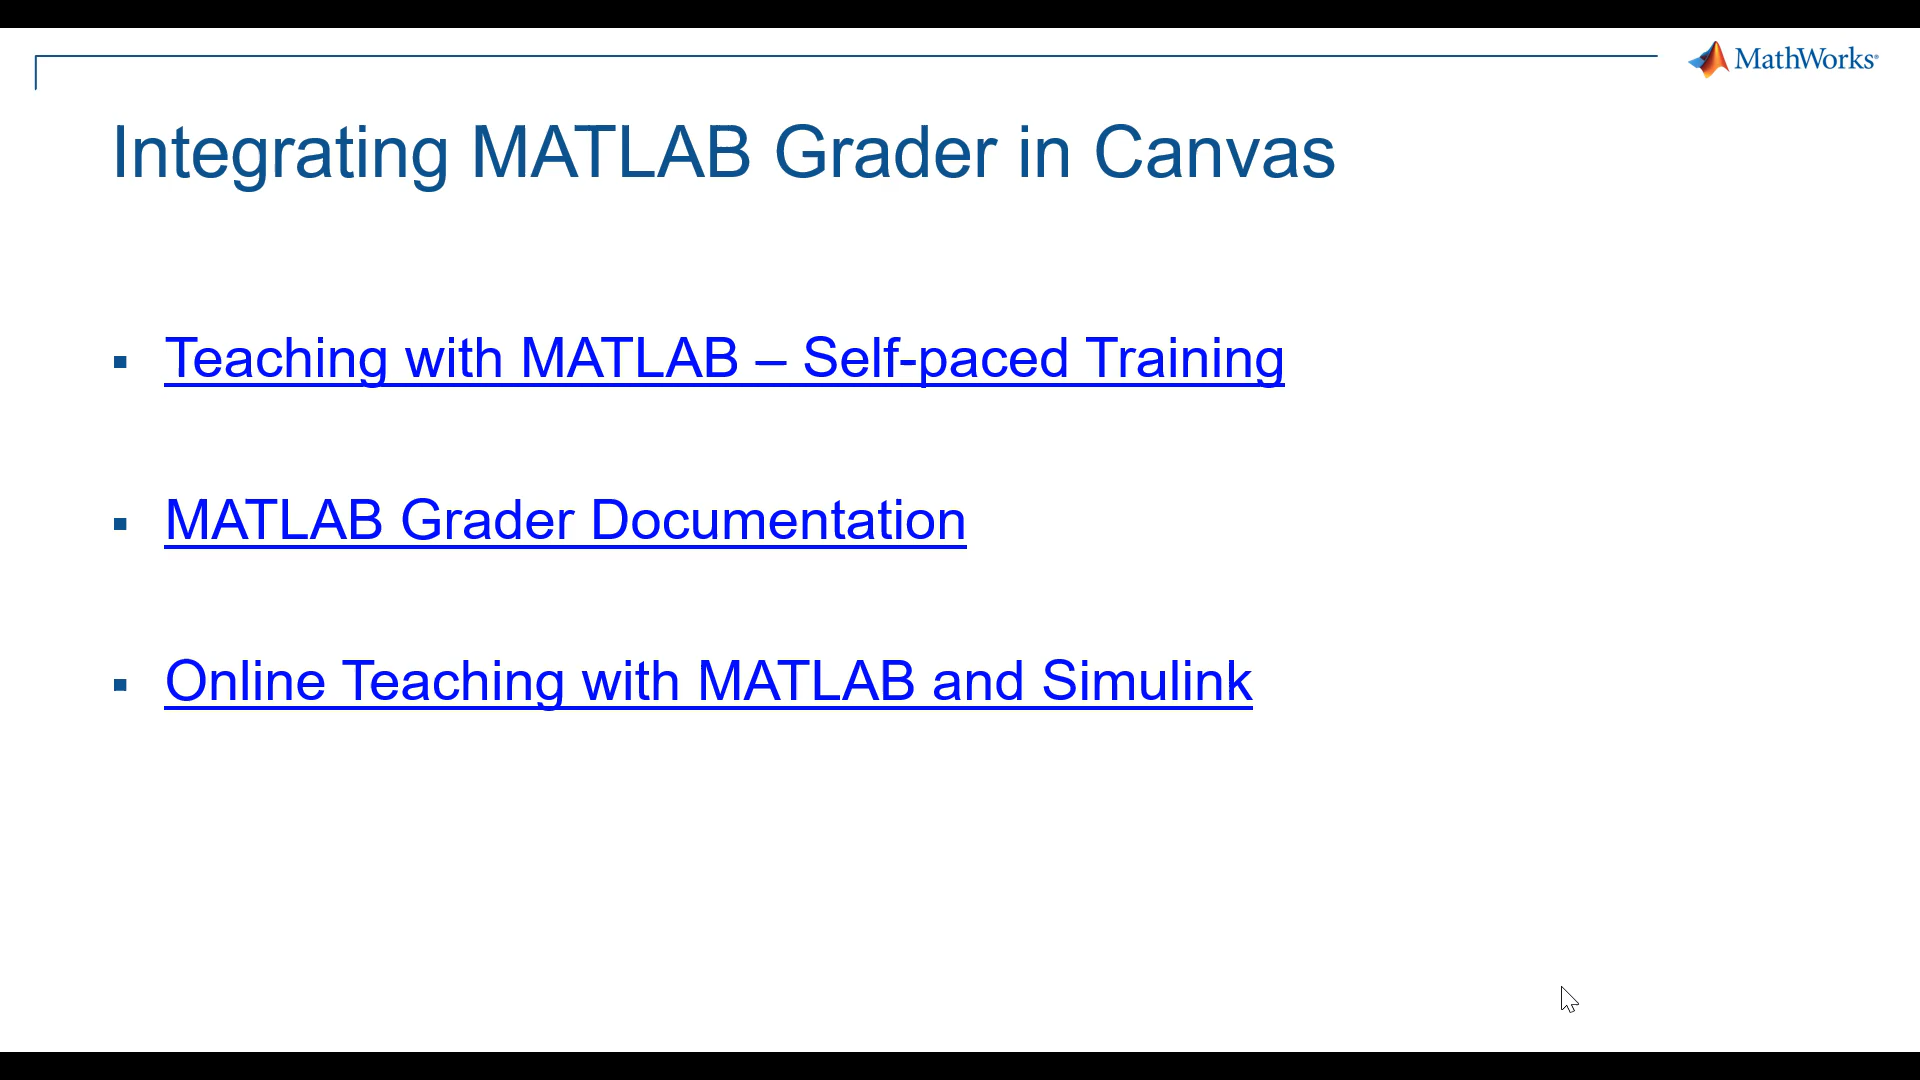 MathWorks®
Integrating MATLAB Grader in Canvas
▪ Teaching with MATLAB – Self-paced Training
▪ MATLAB Grader Documentation
▪ Online Teaching with MATLAB and Simulink